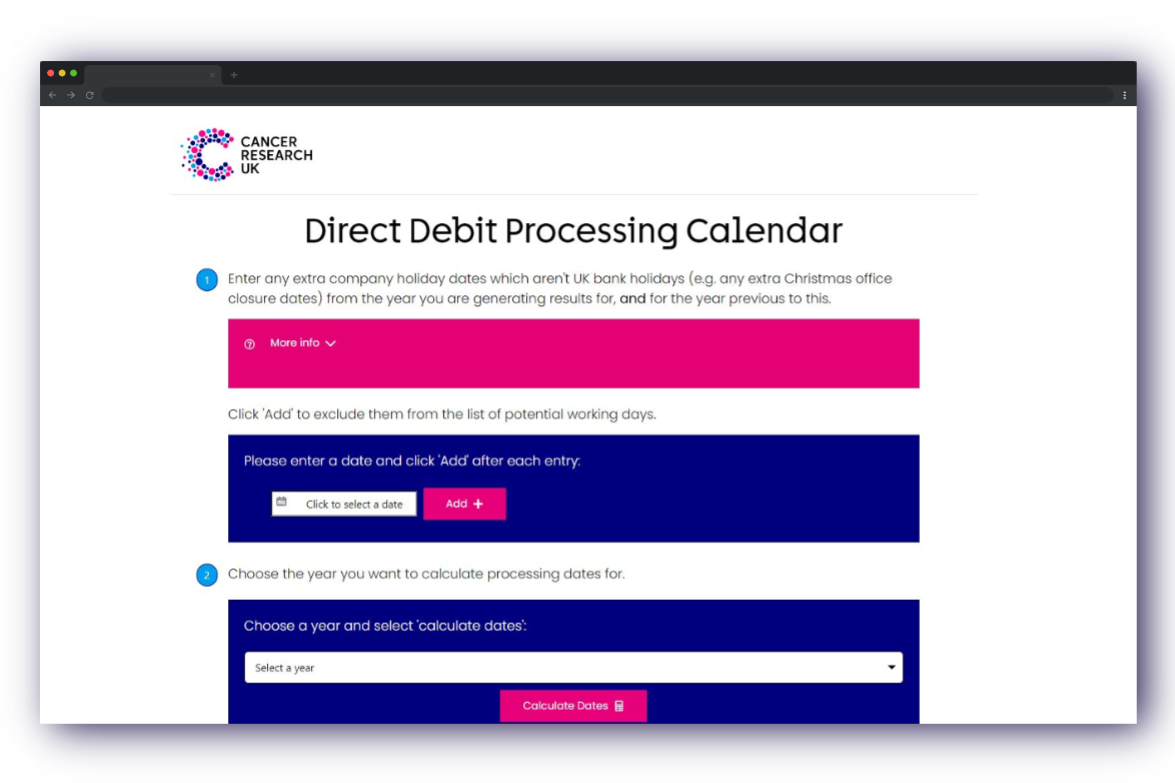 CANCER
RESEARCH
UK
Direct Debit Processing Calendar
1
Enter any extra company holiday dates which aren't UK bank holidays (e.g. any extra Christmas office
closure dates) from the year you are generating results for, and for the year previous to this.
? More info
Click 'Add' to exclude them from the list of potential working days.
Please enter a date and click 'Add' after each entry:
Click to select a date
Add +
2
Choose the year you want to calculate processing dates for.
Choose a year and select 'calculate dates':
Select a year
Calculate Dates